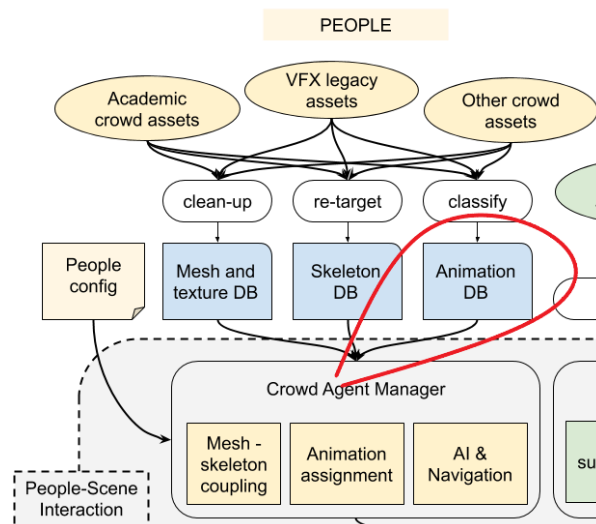 PEOPLE
Academic
crowd assets
VFX legacy
assets
Other crowd
assets
clean-up
re-target
classify
People
config
Mesh and
texture DB
Skeleton
DB
Animation
DB
Crowd Agent Manager
Mesh -
skeleton
coupling
Animation
assignment
AI &
Navigation
su
People-Scene
Interaction